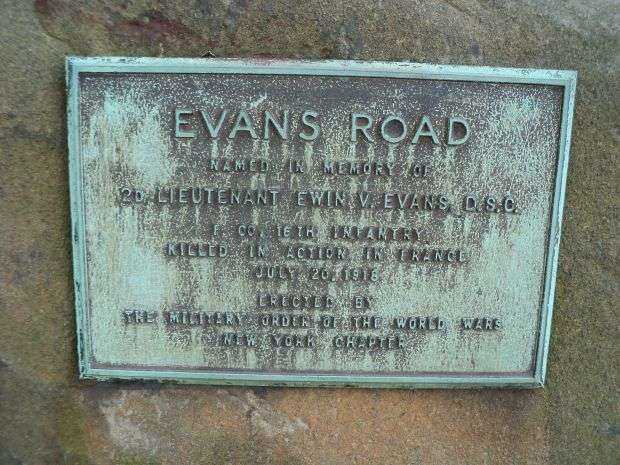 EVANS ROAD
NAMED IN MEMORY OF
2D. LIEUTENANT EWIN V. EVANS, D.S.C.
F. CO. 16TH INFANTRY
KILLED IN ACTION IN FRANCE
JULY 20, 1918
ERECTED BY
THE MILITARY ORDER OF THE WORLD WARS
NEW YORK CHAPTER